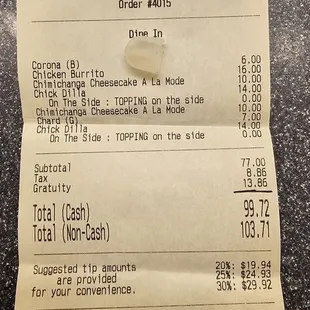 Order #4015
Dine In
Corona (B) 6.00
Chicken Burrito 16.00
Chimichanga Cheesecake A La Mode 10.00
Chick Dilla 14.00
On The Side : TOPPING on the side 0.00
Chimichanga Cheesecake A La Mode 10.00
Chard (G) 7.00
Chick Dilla 14.00
On The Side : TOPPING on the side 0.00
Subtotal 77.00
Tax 8.86
Gratuity 13.86
Total (Cash) 99.72
Total (Non-Cash) 103.71
Suggested tip amounts 20%: $19.94
are provided 25%: $24.93
for your convenience. 30%: $29.92